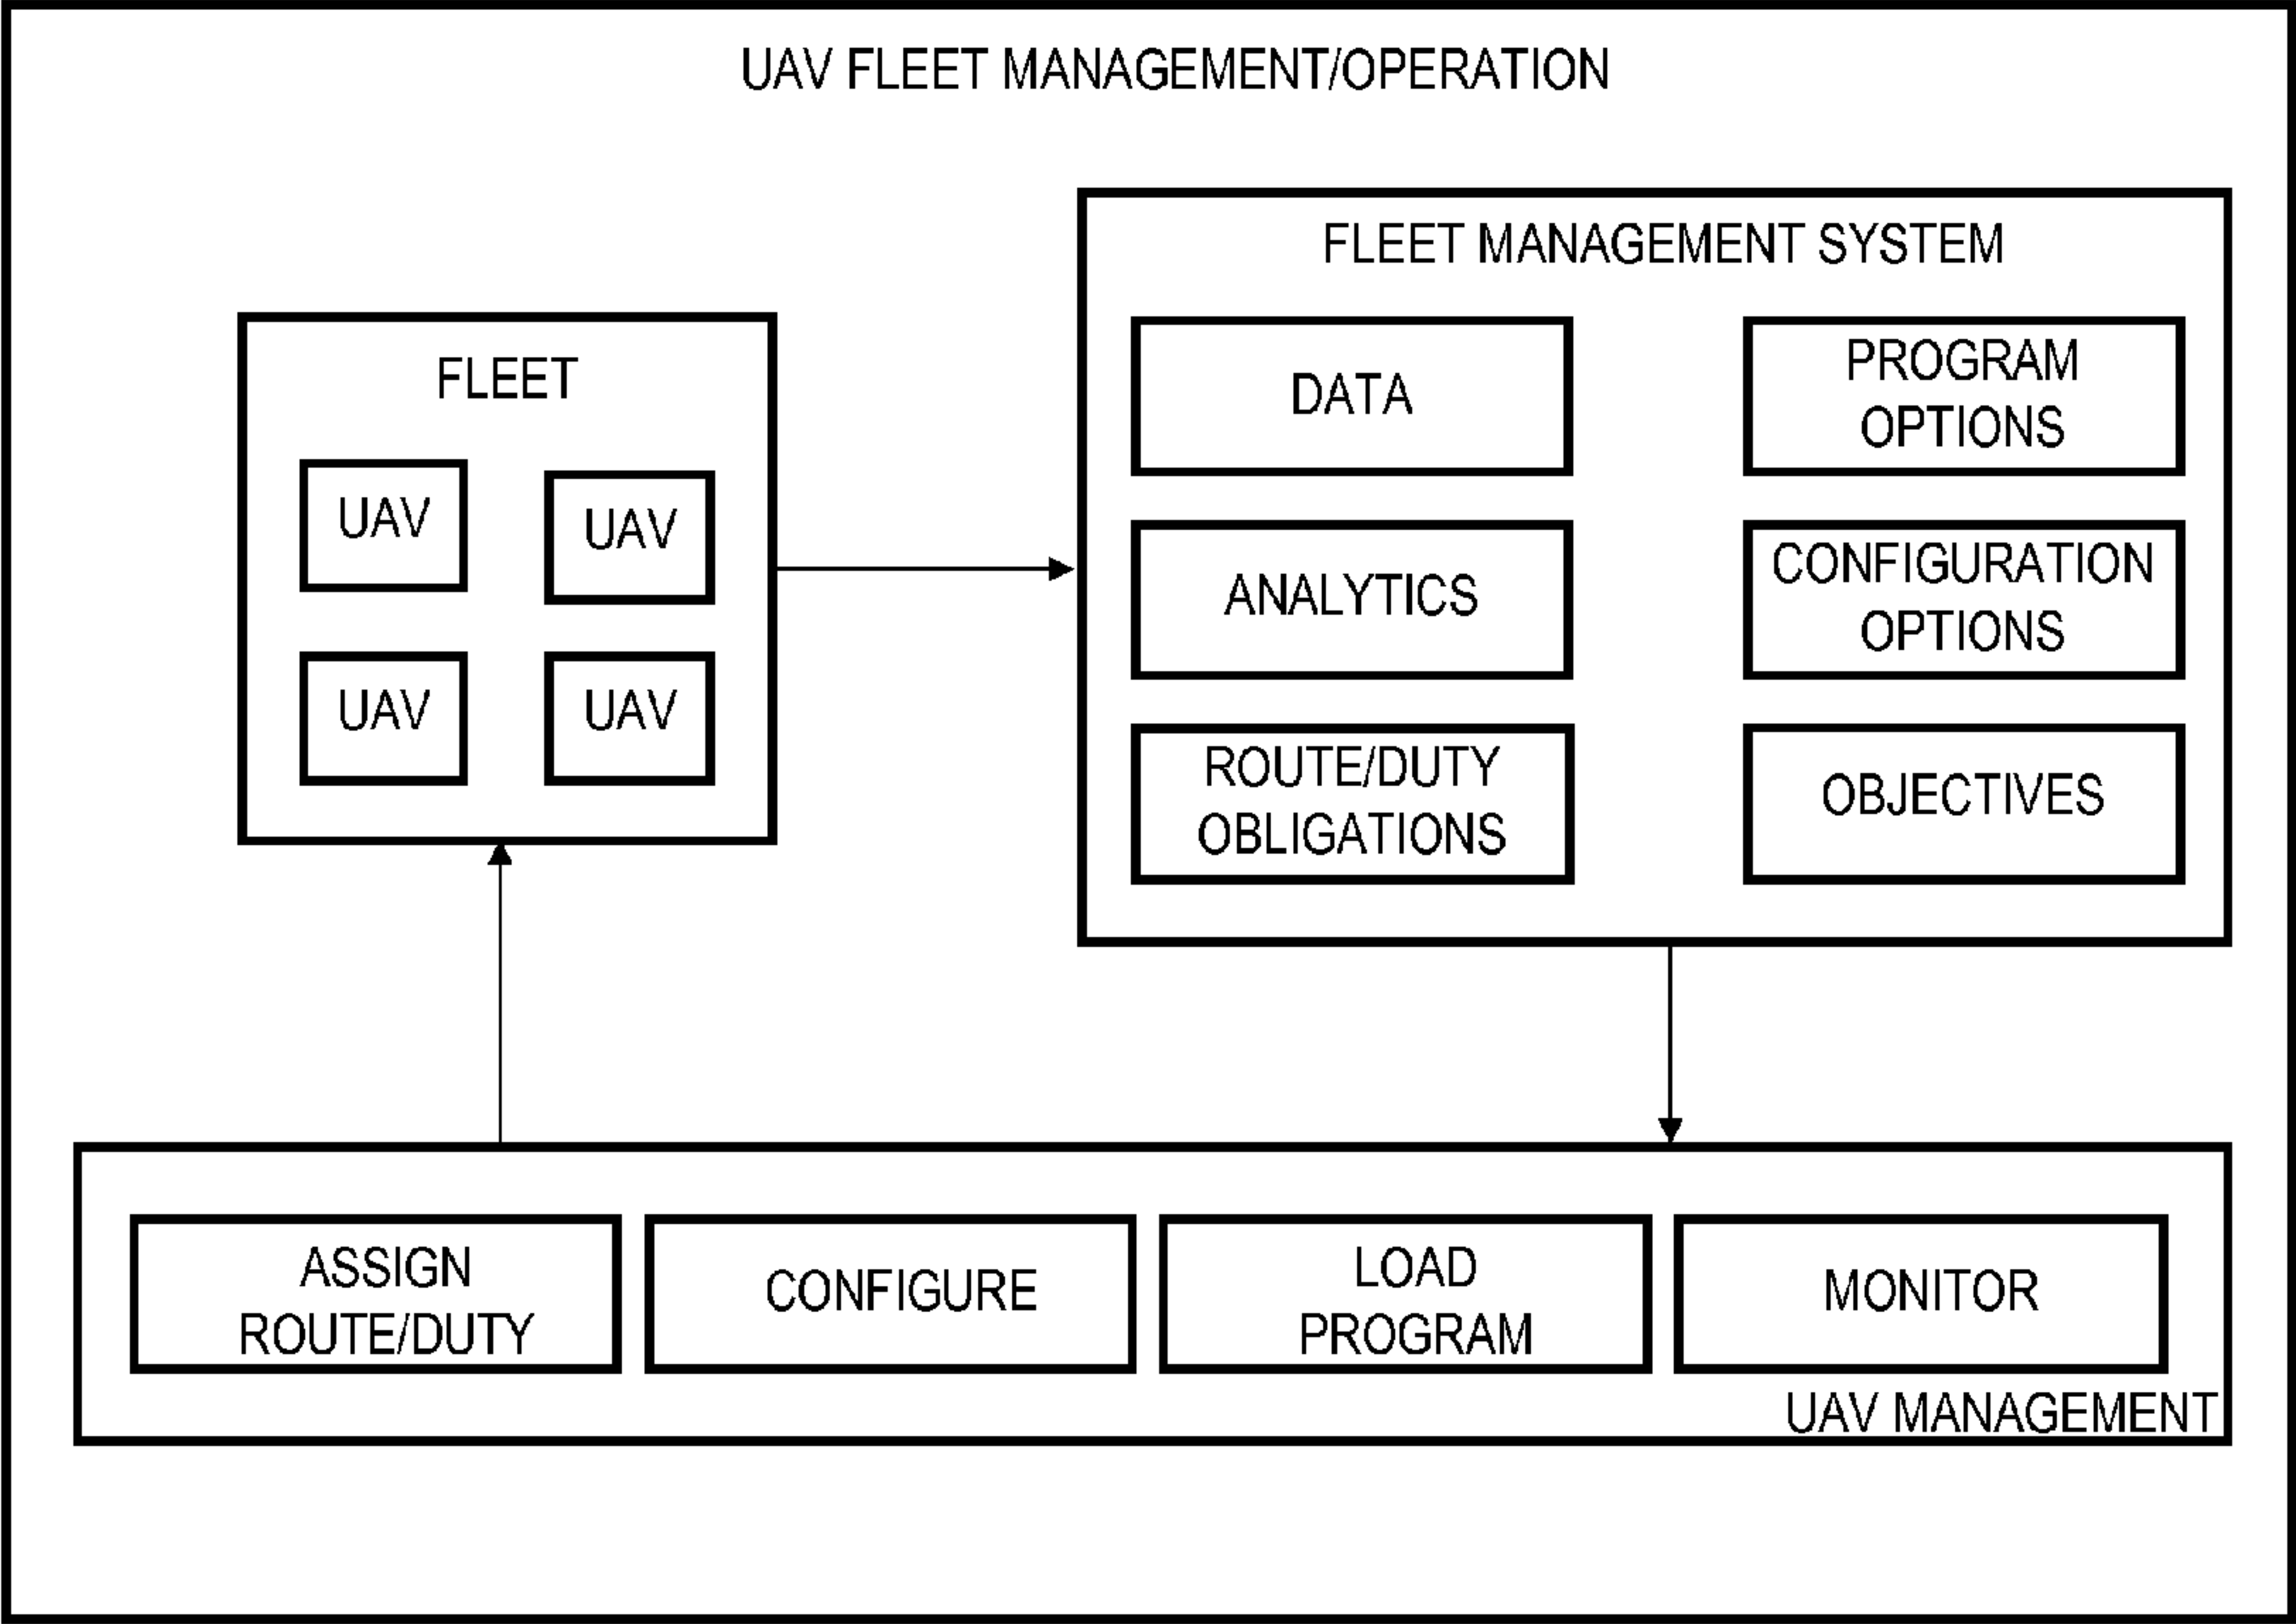 UAV FLEET MANAGEMENT/OPERATION
FLEET
UAV
UAV
UAV
UAV
FLEET MANAGEMENT SYSTEM
DATA
PROGRAM
OPTIONS
ANALYTICS
CONFIGURATION
OPTIONS
ROUTE/DUTY
OBLIGATIONS
OBJECTIVES
ASSIGN
ROUTE/DUTY
CONFIGURE
LOAD
PROGRAM
MONITOR
UAV MANAGEMENT